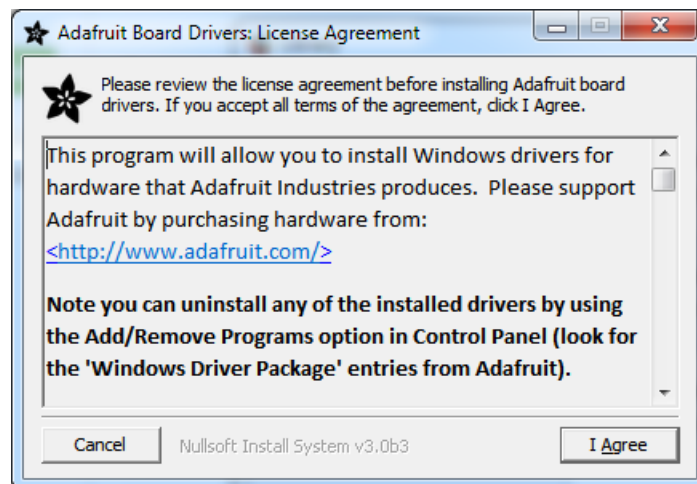 Adafruit Board Drivers: License Agreement
Please review the license agreement before installing Adafruit board
drivers. If you accept all terms of the agreement, click I Agree.
This program will allow you to install Windows drivers for
hardware that Adafruit Industries produces.  Please support
Adafruit by purchasing hardware from:
<http://www.adafruit.com/>
Note you can uninstall any of the installed drivers by using
the Add/Remove Programs option in Control Panel (look for
the 'Windows Driver Package' entries from Adafruit).
Cancel
Nullsoft Install System v3.0b3
I Agree